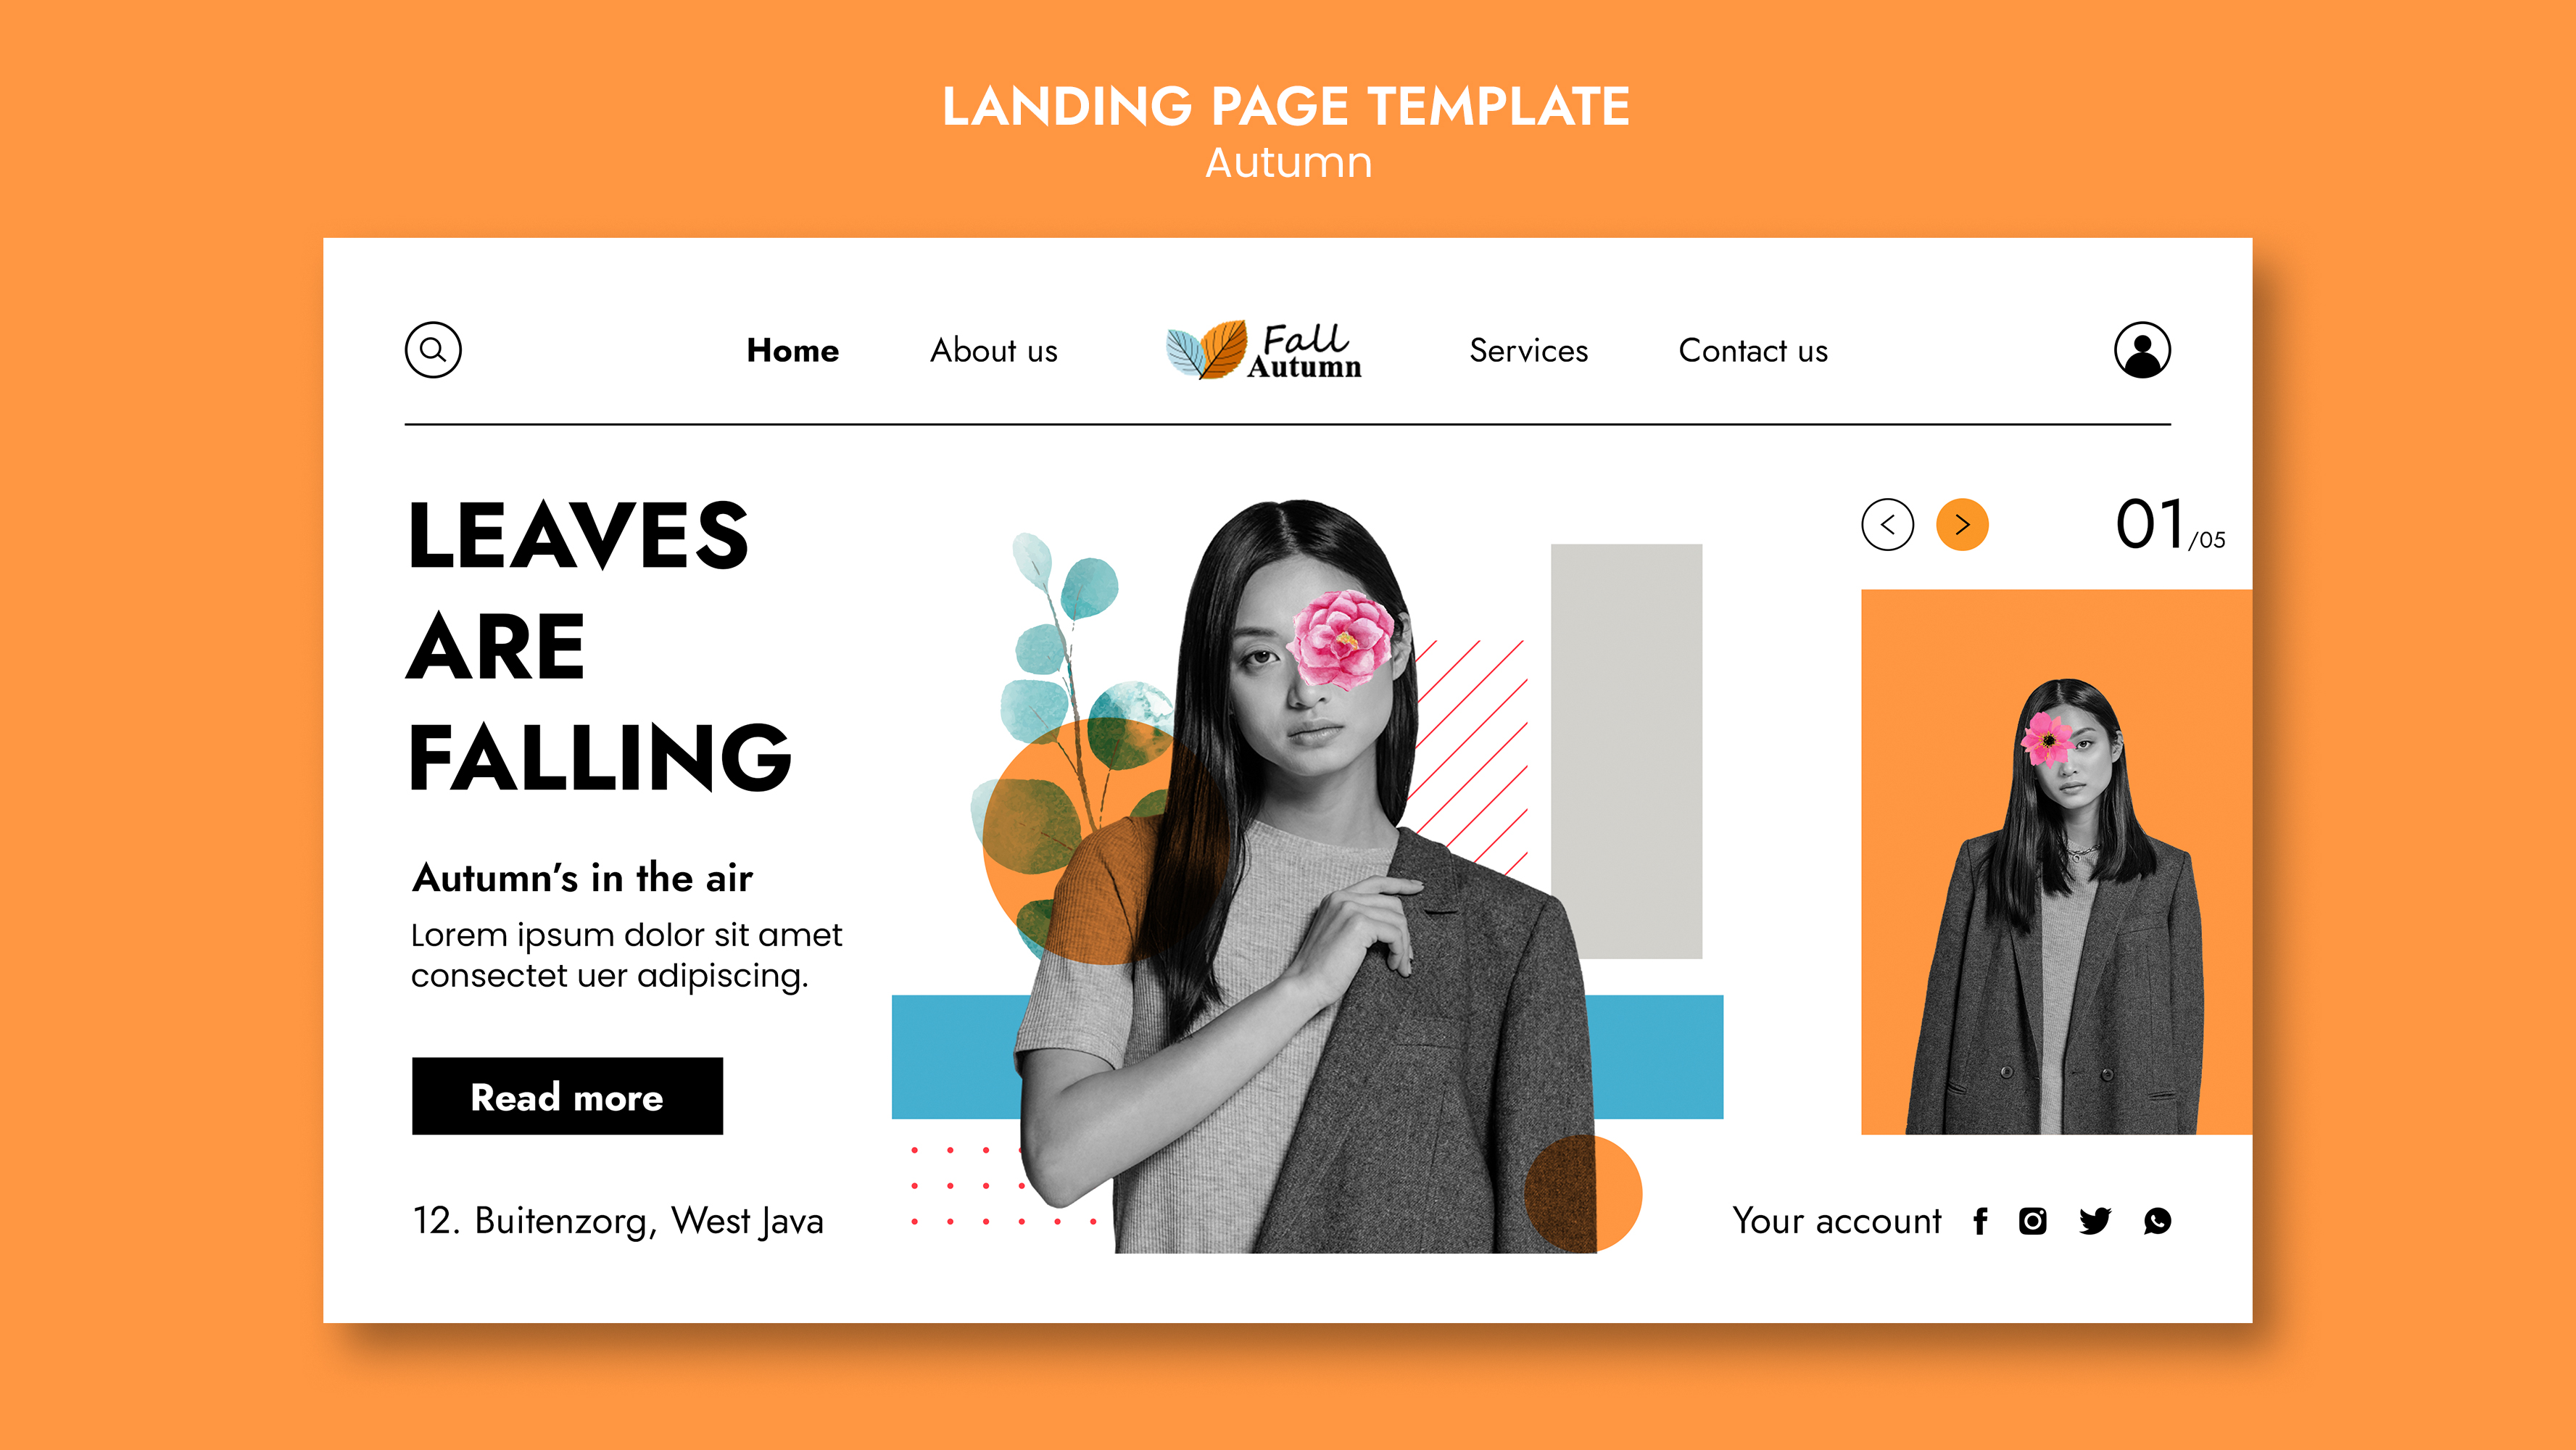 LANDING PAGE TEMPLATE
Autumn
Home
About us
Fall
Autumn
Services
Contact us
LEAVES
ARE
FALLING
01/05
Autumn’s in the air
Lorem ipsum dolor sit amet
consectet uer adipiscing.
Read more
12. Buitenzorg, West Java
Your account